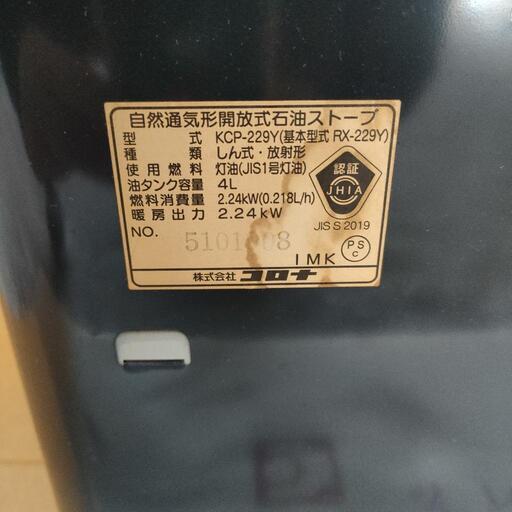 自然通気形開放式石油ストーブ
型式 KCP-229Y(基本型式 RX-229Y)
種類 しん式・放射形
使用燃料 灯油(JIS1号灯油)
油タンク容量 4L
燃料消費量 2.24kW(0.218L/h)
暖房出力 2.24kW
認証
JHIA
JIS S 2019
NO.
IMK
PS
C
株式会社 コロナ